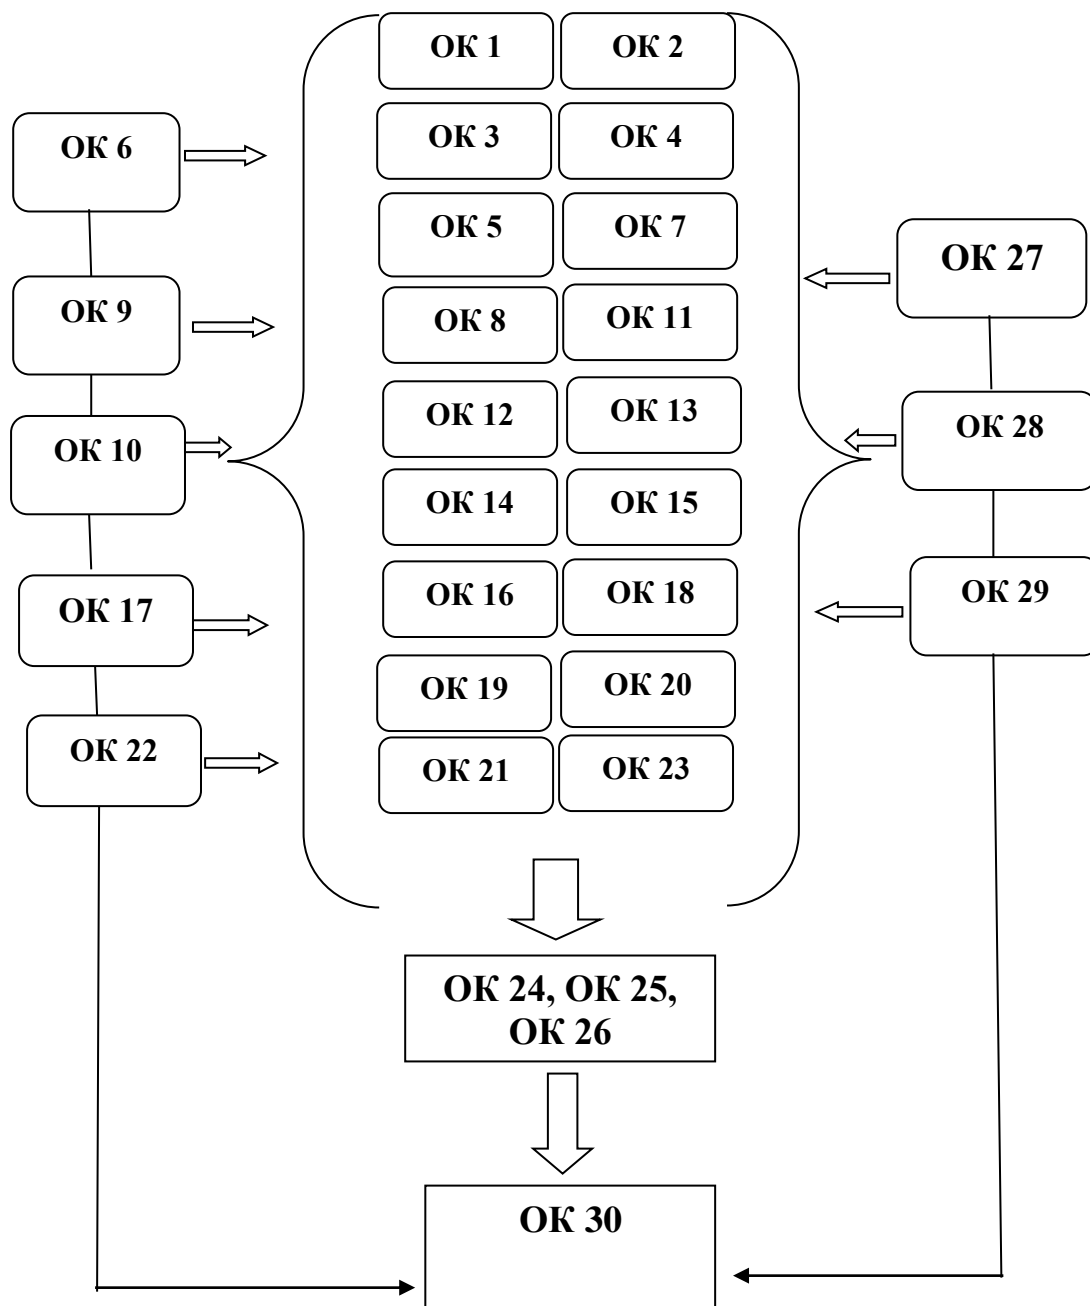 ОК 1
ОК 2
ОК 3
ОК 4
ОК 6
ОК 5
ОК 7
ОК 27
ОК 9
ОК 8
ОК 11
ОК 12
ОК 13
ОК 28
ОК 10
ОК 14
ОК 15
ОК 16
ОК 18
ОК 29
ОК 17
ОК 19
ОК 20
ОК 22
ОК 21
ОК 23
ОК 24, ОК 25,
ОК 26
ОК 30